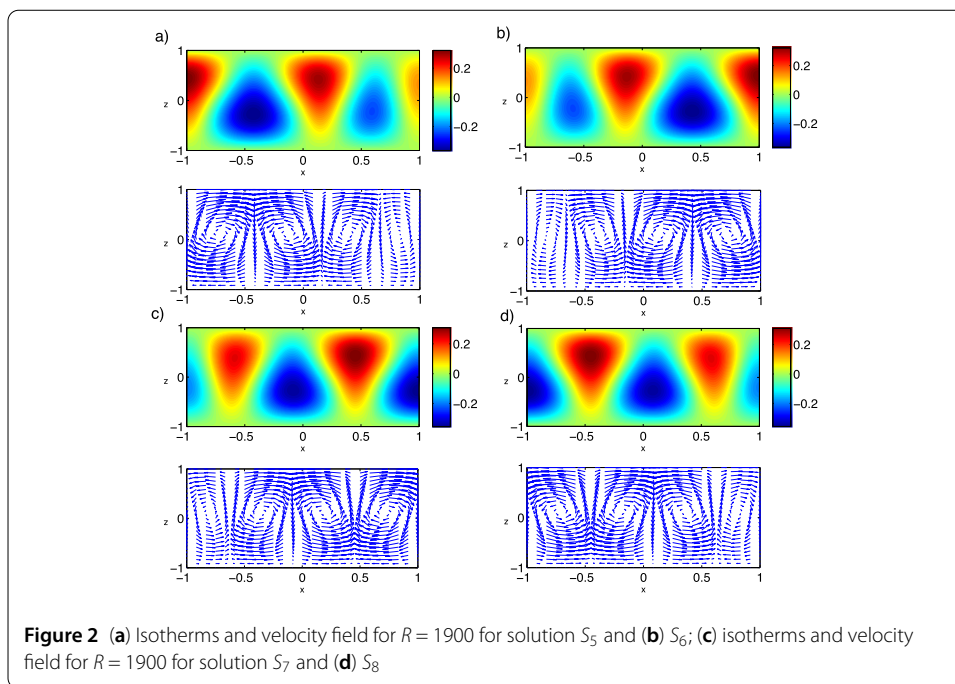 a)
1
z 0
−1
−1 −0.5 0 0.5 1
x
0.2
0
−0.2
1
z 0
−1
−1 −0.5 0 0.5 1
x
b)
1
z 0
−1
−1 −0.5 0 0.5 1
x
0.2
0
−0.2
1
z 0
−1
−1 −0.5 0 0.5 1
x
c)
1
z 0
−1
−1 −0.5 0 0.5 1
x
0.2
0
−0.2
1
z 0
−1
−1 −0.5 0 0.5 1
x
d)
1
z 0
−1
−1 −0.5 0 0.5 1
x
0.2
0
−0.2
1
z 0
−1
−1 −0.5 0 0.5 1
x
Figure 2 (a) Isotherms and velocity field for R = 1900 for solution S5 and (b) S6; (c) isotherms and velocity
field for R = 1900 for solution S7 and (d) S8